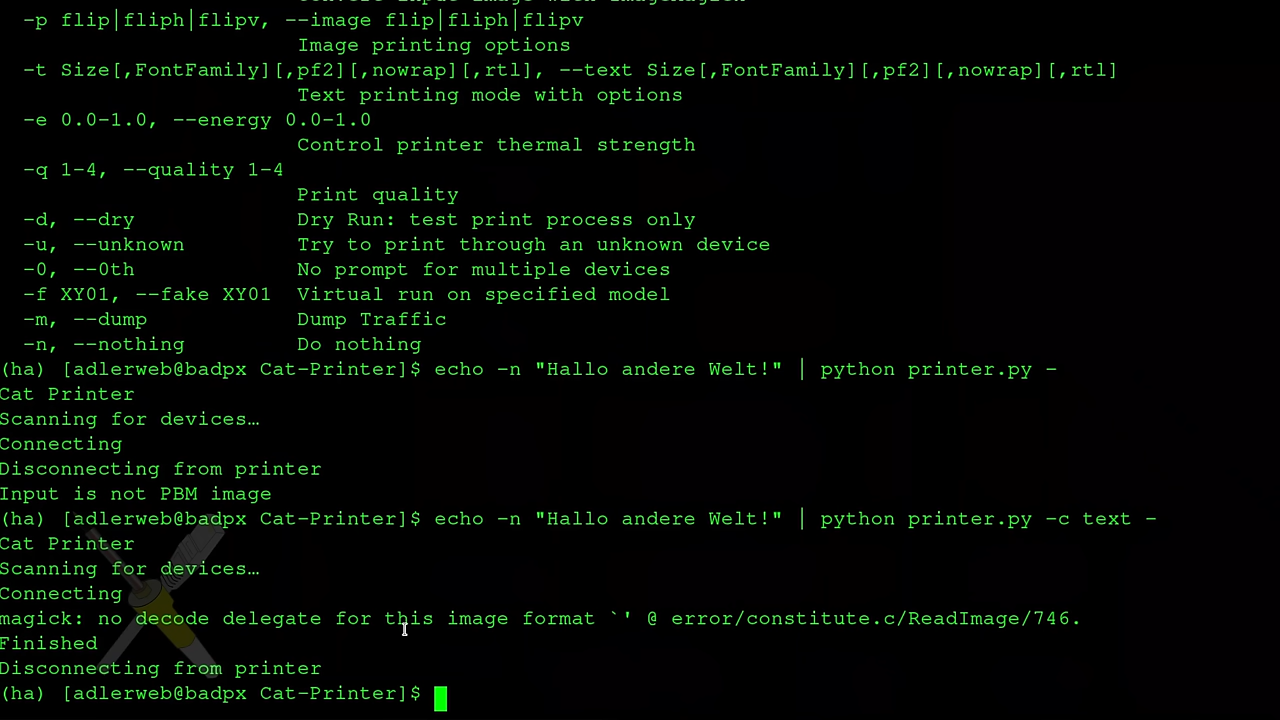 -p flip|fliph|flipv, --image flip|fliph|flipv
Image printing options
-t Size[,FontFamily][,pf2][,nowrap][,rtl], --text Size[,FontFamily][,pf2][,nowrap][,rtl]
Text printing mode with options
-e 0.0-1.0, --energy 0.0-1.0
Control printer thermal strength
-q 1-4, --quality 1-4
Print quality
-d, --dry Dry Run: test print process only
-u, --unknown Try to print through an unknown device
-0, --0th No prompt for multiple devices
-f XY01, --fake XY01 Virtual run on specified model
-m, --dump Dump Traffic
-n, --nothing Do nothing
(ha) [adlerweb@badpx Cat-Printer]$ echo -n "Hallo andere Welt!" | python printer.py -
Cat Printer
Scanning for devices…
Connecting
Disconnecting from printer
Input is not PBM image
(ha) [adlerweb@badpx Cat-Printer]$ echo -n "Hallo andere Welt!" | python printer.py -c text -
Cat Printer
Scanning for devices…
Connecting
magick: no decode delegate for this image format `' @ error/constitute.c/ReadImage/746.
Finished
Disconnecting from printer
(ha) [adlerweb@badpx Cat-Printer]$